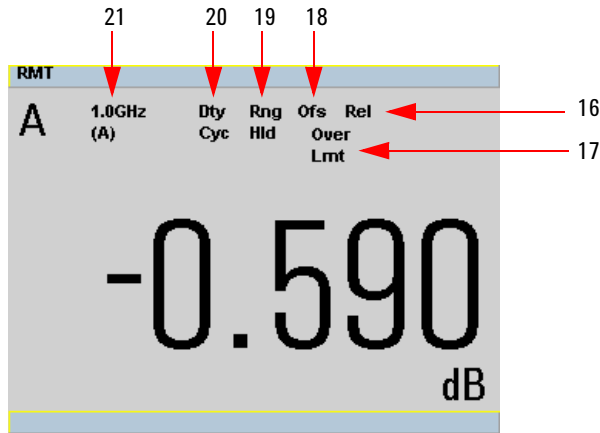 21 20 19 18
RMT
A 1.0GHz Dty Rng Ofs Rel 16
(A) Cyc Hld Over
Lmt 17
-0.590
dB